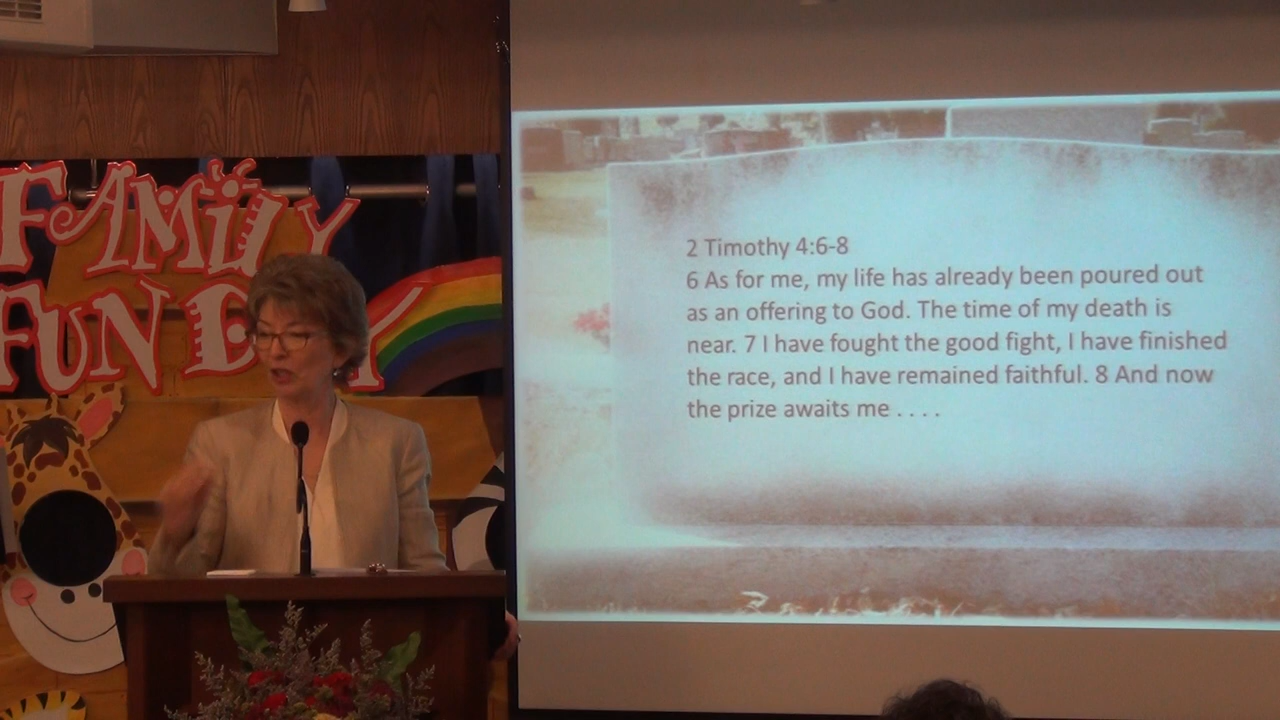 FAMILY
FUN D Y
2 Timothy 4:6-8
6 As for me, my life has already been poured out
as an offering to God. The time of my death is
near. 7 I have fought the good fight, I have finished
the race, and I have remained faithful. 8 And now
the prize awaits me . . . .